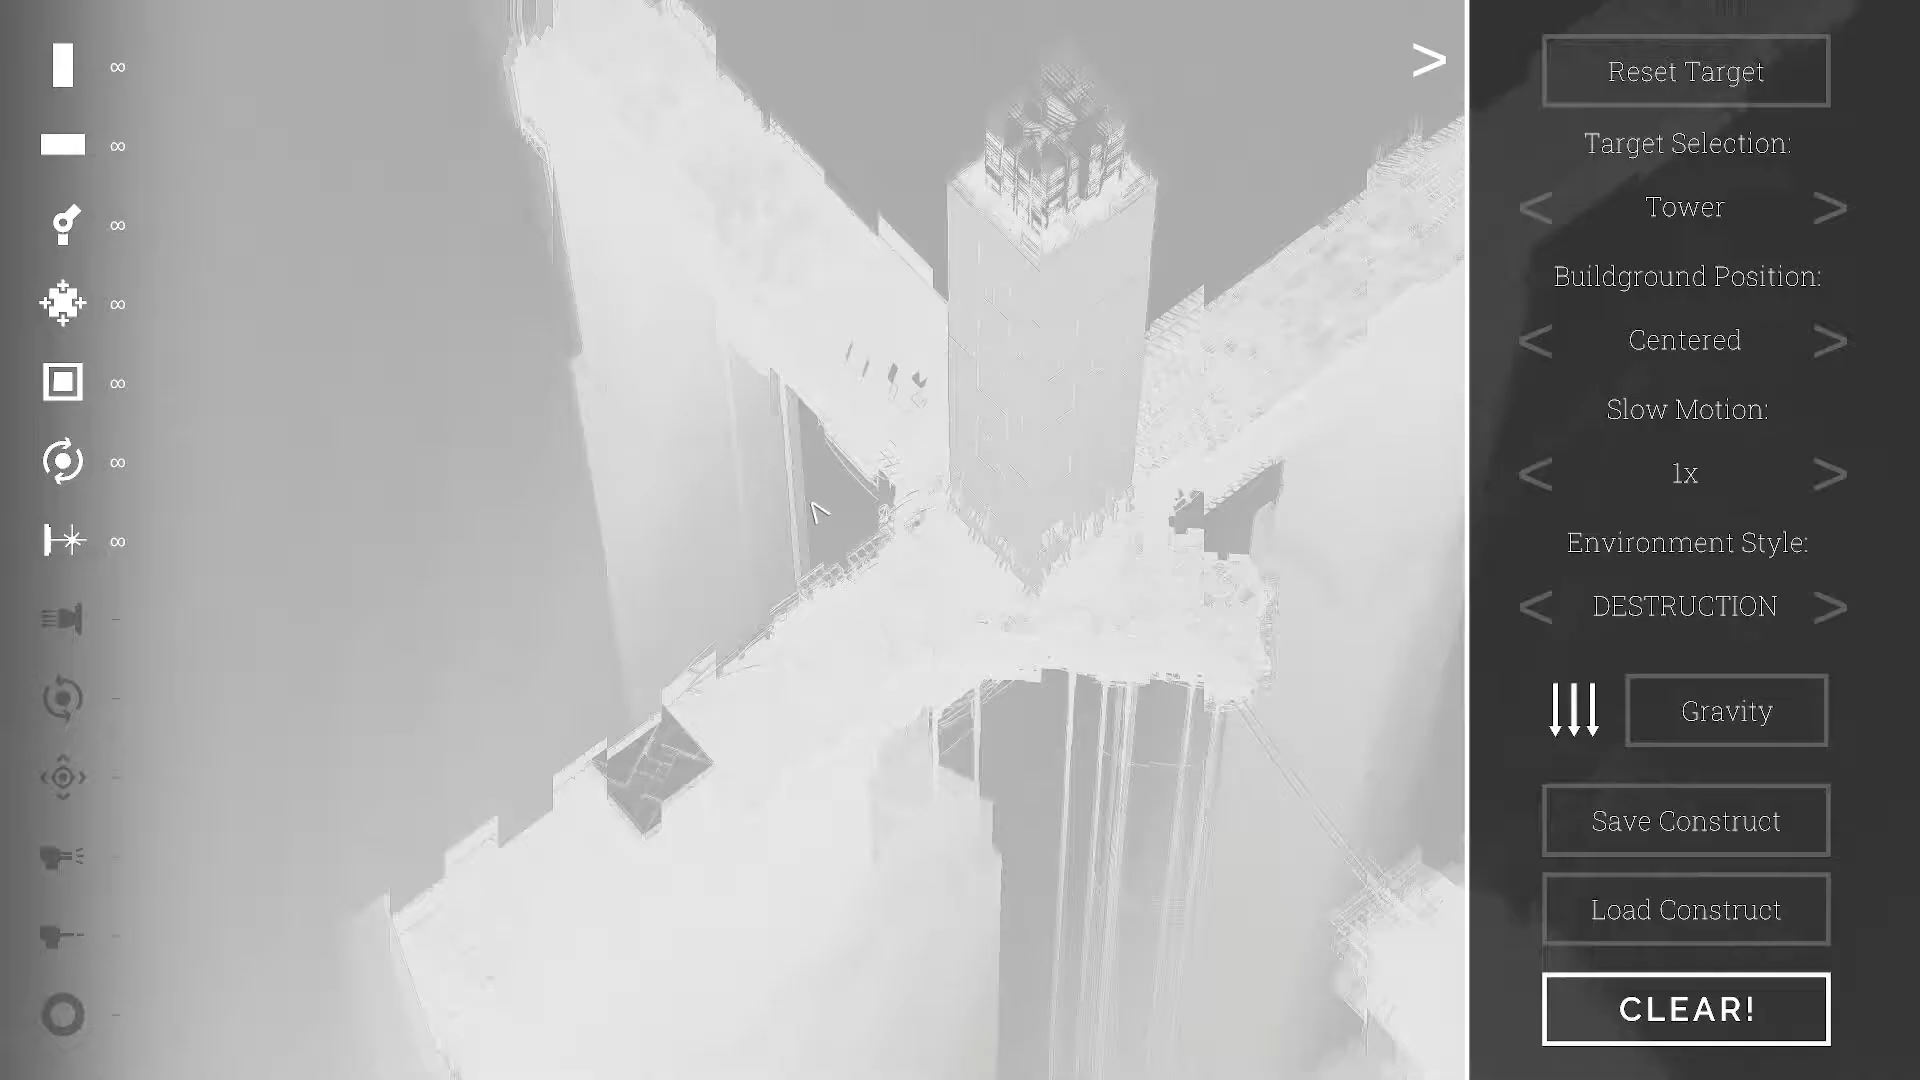 ∞
∞
∞
∞
∞
∞
∞
-
-
-
-
-
-
>
Reset Target
Target Selection:
< Tower >
Buildground Position:
< Centered >
Slow Motion:
< 1x >
Environment Style:
< DESTRUCTION >
Gravity
Save Construct
Load Construct
CLEAR!